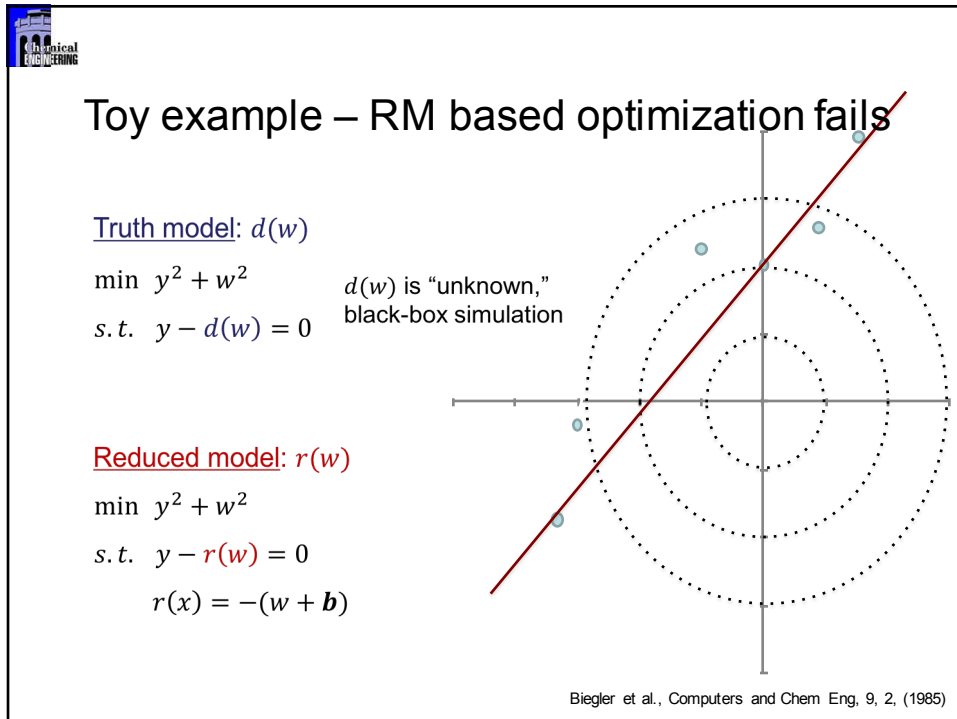 Chemical
ENGINEERING
Toy example – RM based optimization fails
Truth model: d(w)
min y² + w²
s.t. y − d(w) = 0
d(w) is “unknown,”
black-box simulation
Reduced model: r(w)
min y² + w²
s.t. y − r(w) = 0
r(x) = −(w + b)
Biegler et al., Computers and Chem Eng, 9, 2, (1985)